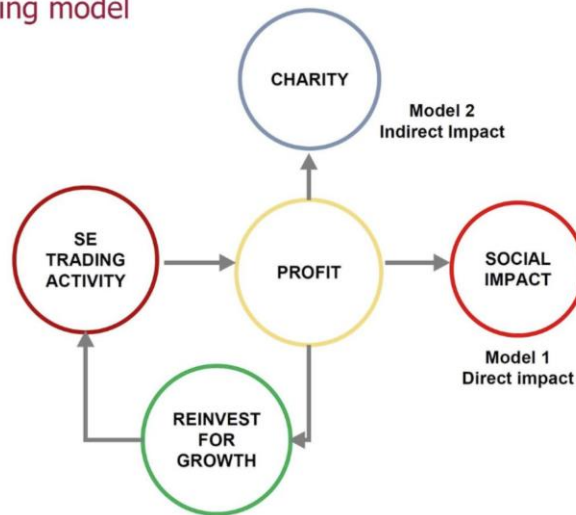 ing model
CHARITY
Model 2
Indirect Impact
SE
TRADING
ACTIVITY
PROFIT
SOCIAL
IMPACT
Model 1
Direct impact
REINVEST
FOR
GROWTH